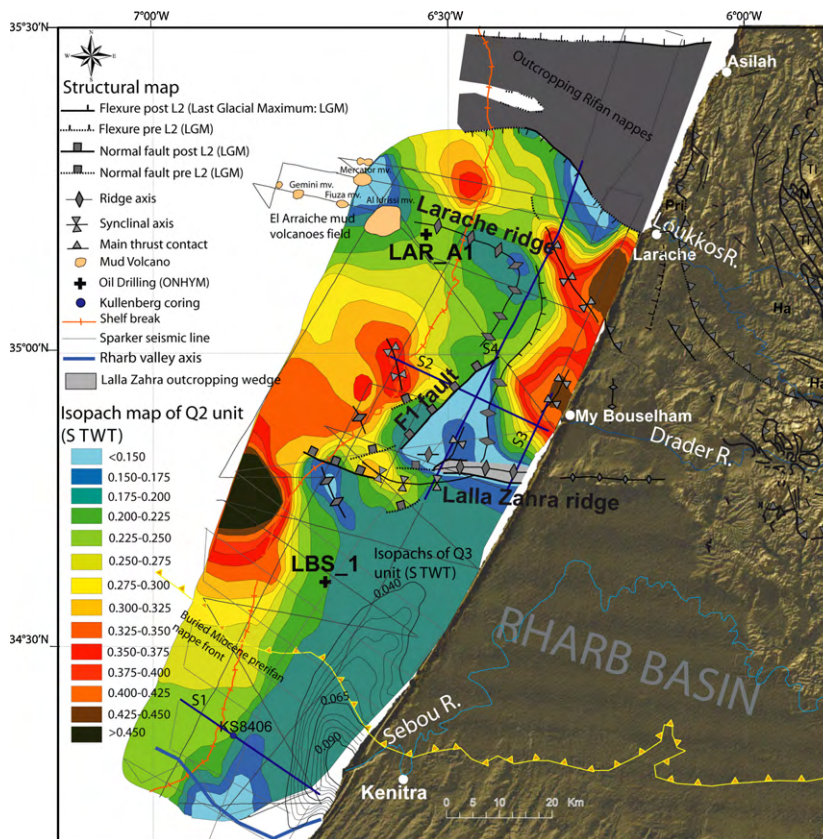 7°00'W
6°30'W
6°00'W
35°30'N
35°00'N
34°30'N
N
W
E
S
Structural map
Flexure post L2 (Last Glacial Maximum: LGM)
Flexure pre L2 (LGM)
Normal fault post L2 (LGM)
Normal fault pre L2 (LGM)
Ridge axis
Synclinal axis
Main thrust contact
Mud Volcano
Oil Drilling (ONHYM)
Kullenberg coring
Shelf break
Sparker seismic line
Rharb valley axis
Lalla Zahra outcropping wedge
Isopach map of Q2 unit
(S TWT)
<0.150
0.150-0.175
0.175-0.200
0.200-0.225
0.225-0.250
0.250-0.275
0.275-0.300
0.300-0.325
0.325-0.350
0.350-0.375
0.375-0.400
0.400-0.425
0.425-0.450
>0.450
Outcropping Rifan nappes
Asilah
Mercator mv.
Gemini mv.
Fiuza mv.
Al Idrissi mv.
El Arraiche mud
volcanoes field
Larache ridge
LAR_A1
Pril
Loukkos R.
Larache
Ha
S2
S4
F1 fault
S3
My Bouselham
Drader R.
Lalla Zahra ridge
LBS_1
Isopachs of Q3
unit (S TWT)
0.040
0.065
0.090
Buried Miocene prerifan
nappe front
S1
KS8406
RHARB BASIN
Sebou R.
Kenitra
0 5 10 20 Km